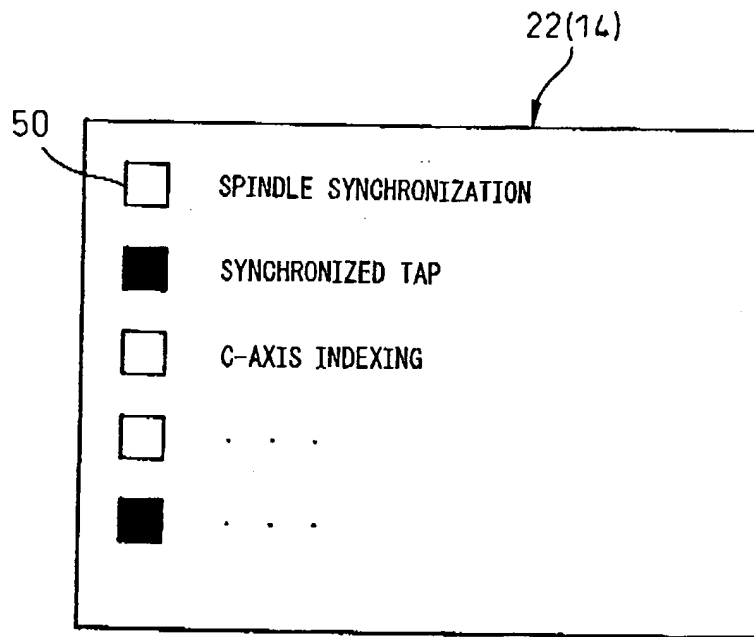 22(14)
50
SPINDLE SYNCHRONIZATION
SYNCHRONIZED TAP
C-AXIS INDEXING
. . .
. . .